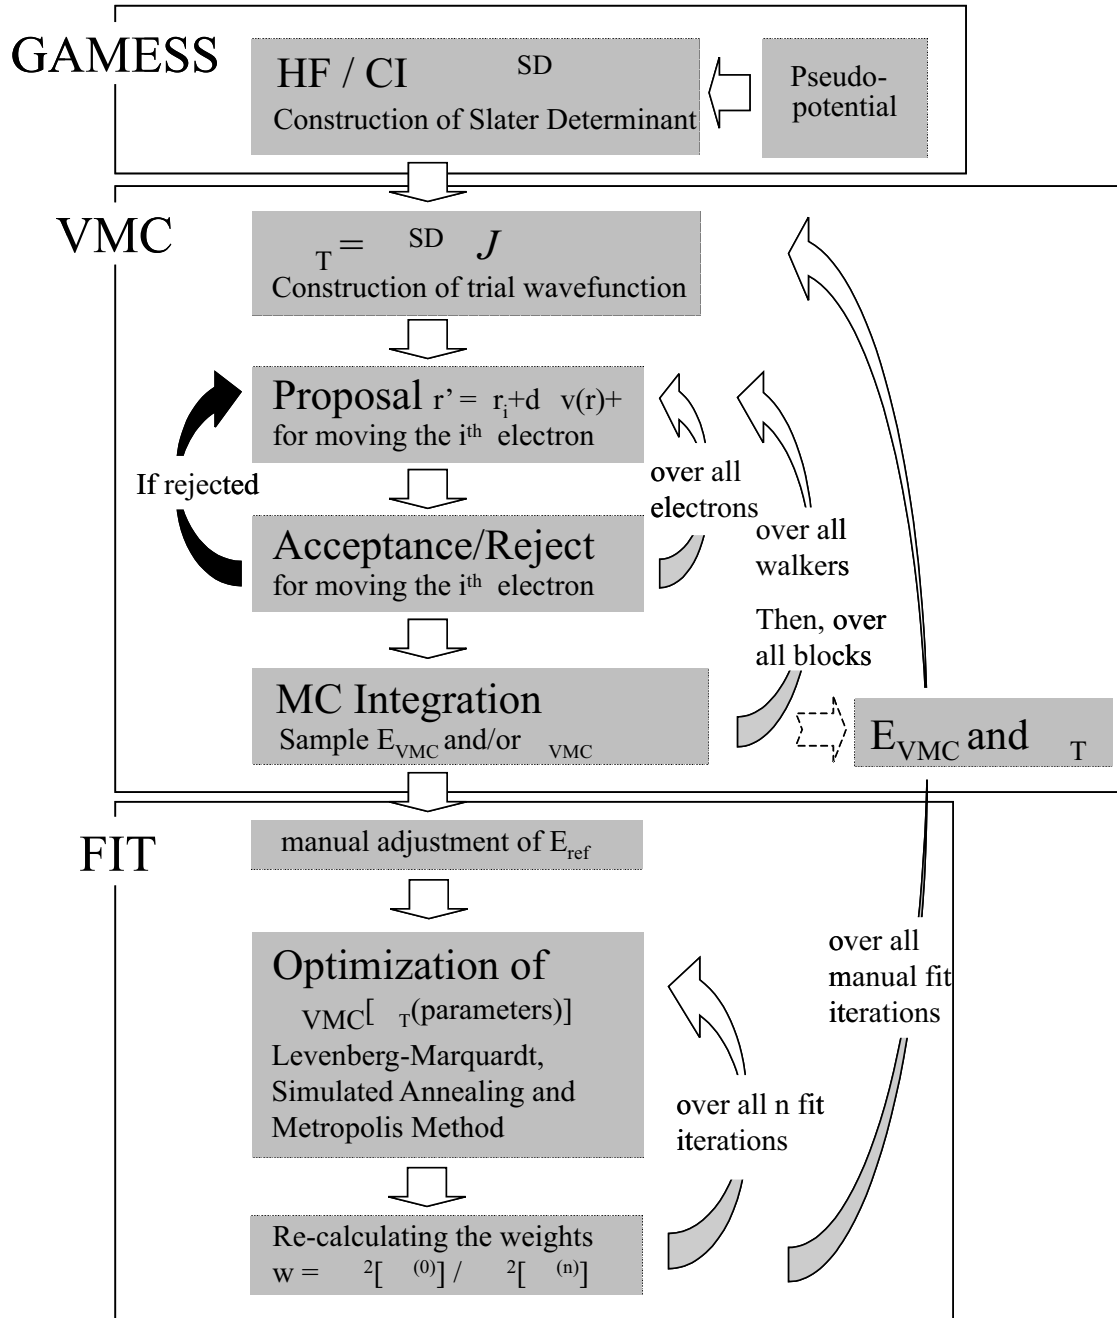 GAMESS
HF / CI SD
Construction of Slater Determinant
Pseudo-
potential
VMC
T = SD J
Construction of trial wavefunction
Proposal r’ = ri+d v(r)+
for moving the ith electron
If rejected
over all
electrons
over all
walkers
Acceptance/Reject
for moving the ith electron
Then, over
all blocks
MC Integration
Sample EVMC and/or VMC
EVMC and T
FIT
manual adjustment of Eref
Optimization of
VMC[ T(parameters)]
Levenberg-Marquardt,
Simulated Annealing and
Metropolis Method
over all
manual fit
iterations
over all n fit
iterations
Re-calculating the weights
w = 2[ (0)] / 2[ (n)]